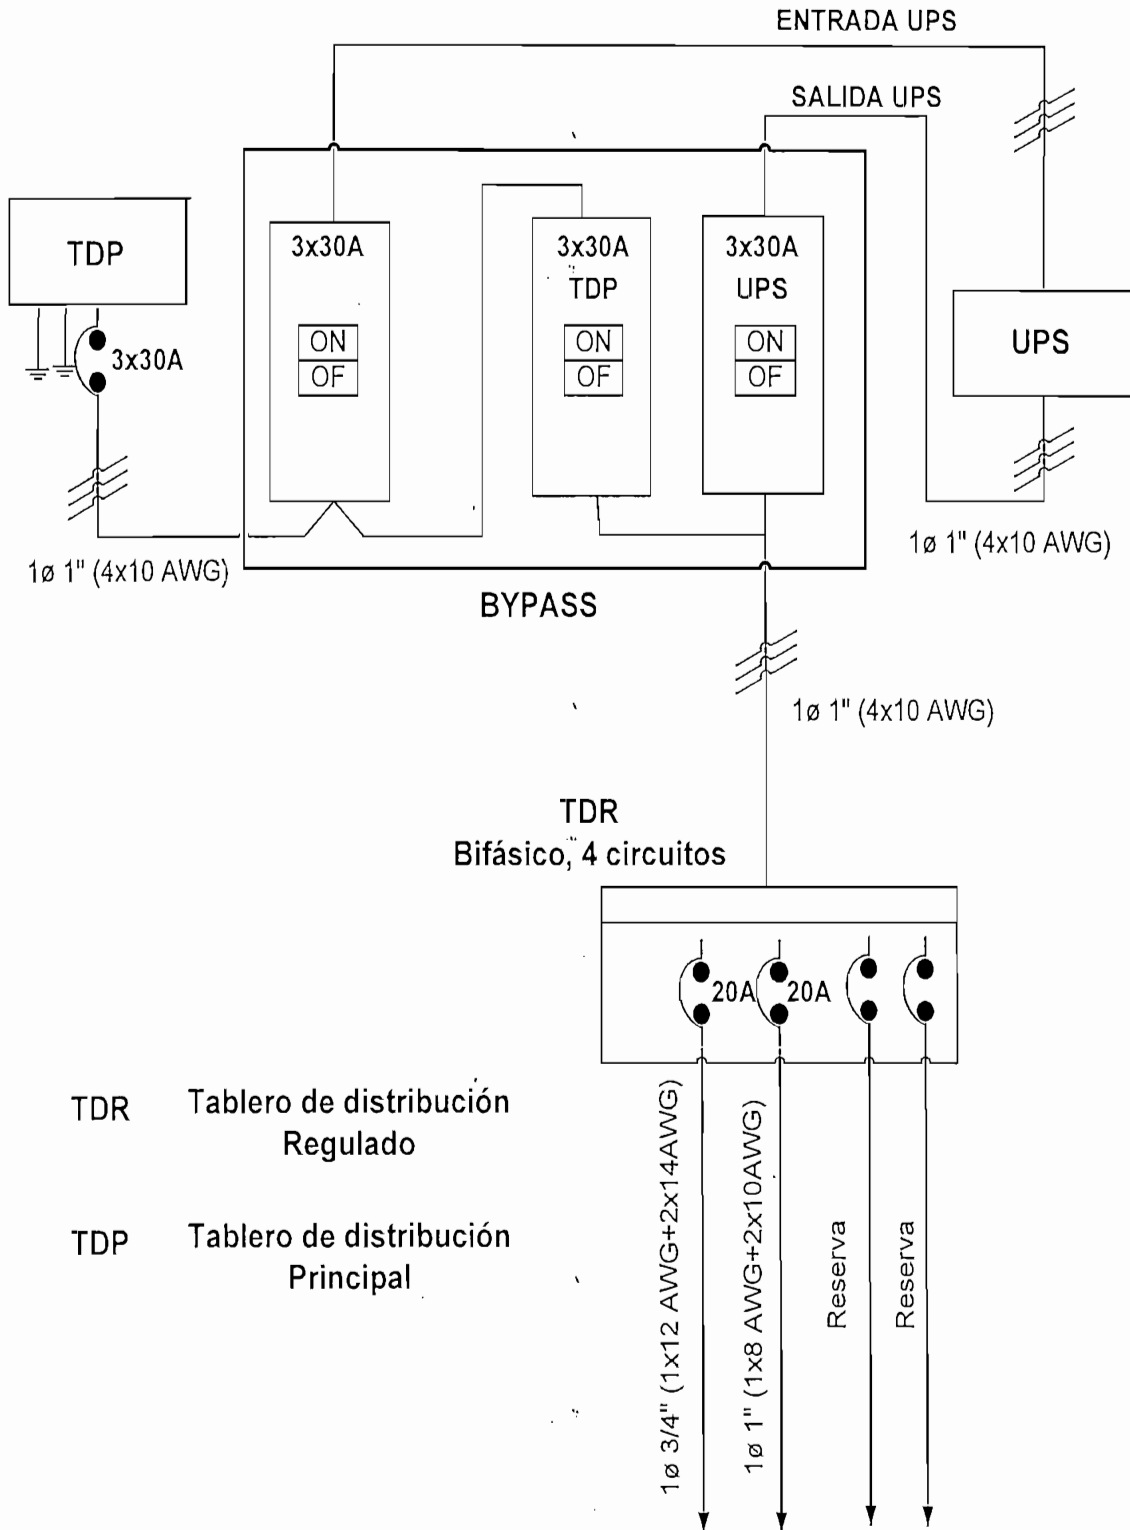 ENTRADA UPS
SALIDA UPS
TDP
3x30A
3x30A
3x30A
TDP
3x30A
UPS
ON
OF
ON
OF
ON
OF
UPS
1ø 1" (4x10 AWG)
1ø 1" (4x10 AWG)
BYPASS
1ø 1" (4x10 AWG)
TDR
Bifásico, 4 circuitos
20A
20A
1ø 3/4" (1x12 AWG+2x14AWG)
1ø 1" (1x8 AWG+2x10AWG)
Reserva
Reserva
TDR
Tablero de distribución
Regulado
TDP
Tablero de distribución
Principal